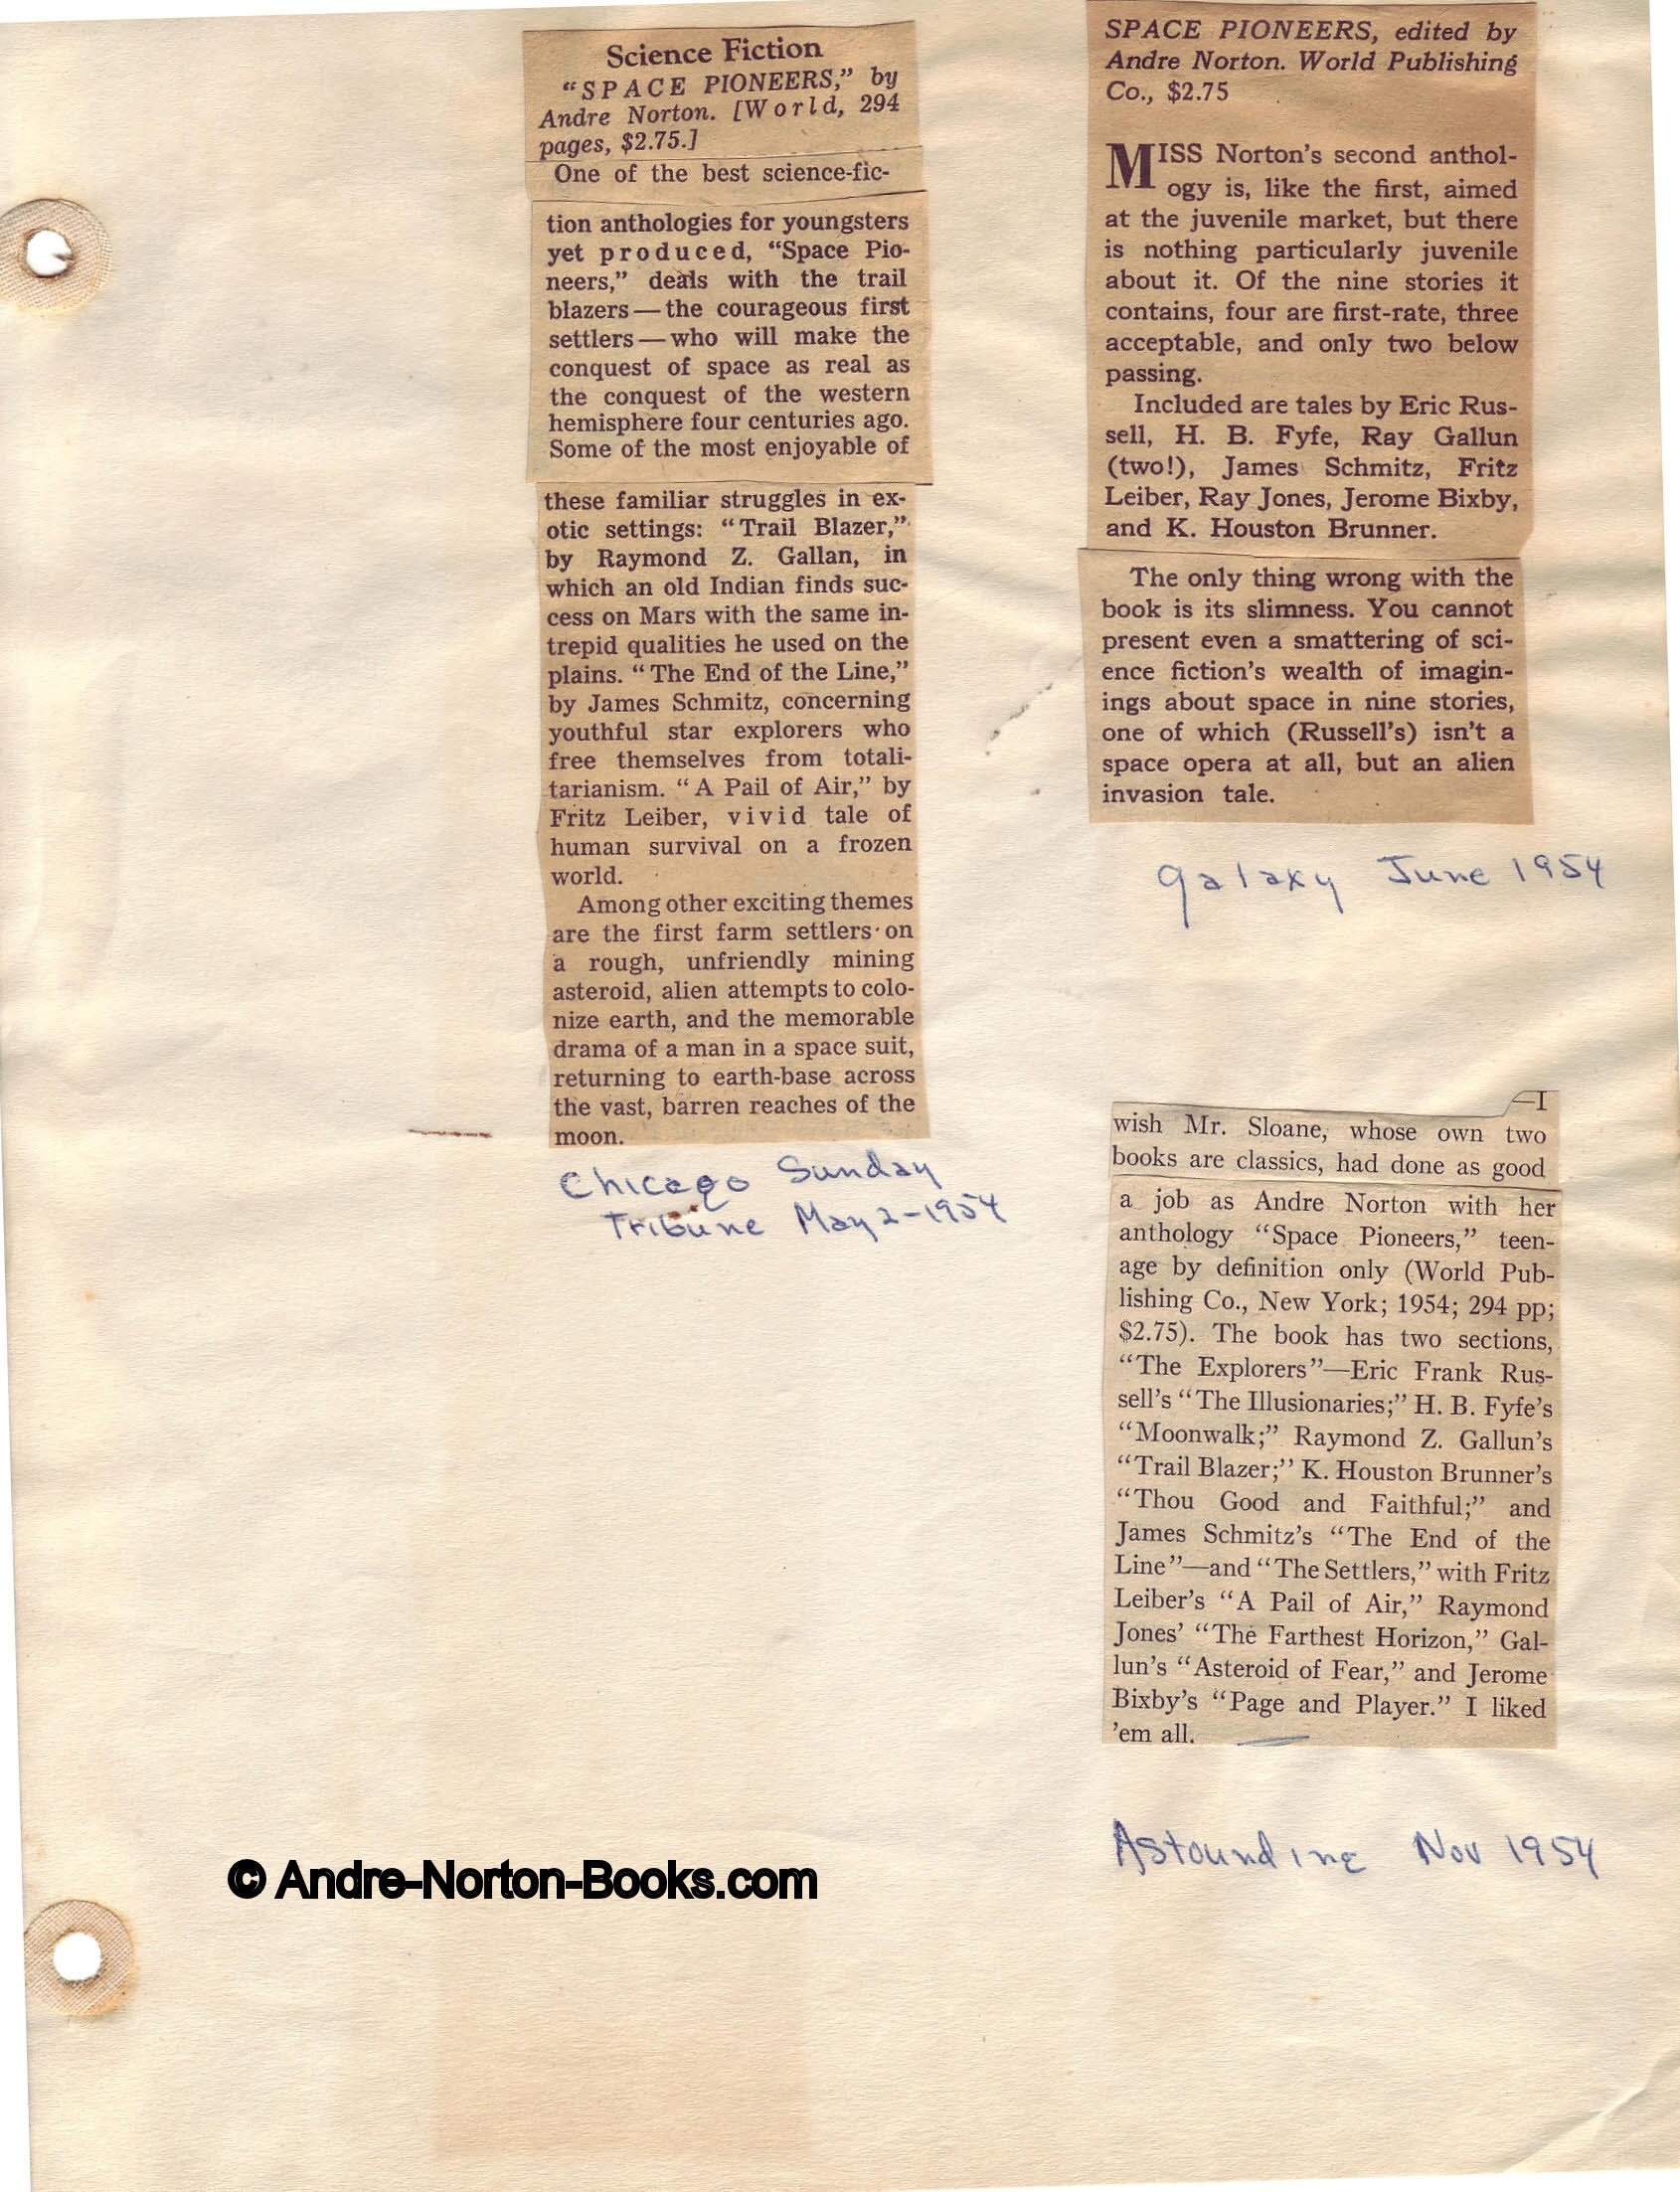 Science Fiction
“SPACE PIONEERS,” by
Andre Norton. [World, 294
pages, $2.75.]
One of the best science-fic-
tion anthologies for youngsters
yet produced, “Space Pio-
neers,” deals with the trail
blazers—the courageous first
settlers—who will make the
conquest of space as real as
the conquest of the western
hemisphere four centuries ago.
Some of the most enjoyable of
these familiar struggles in ex-
otic settings: “Trail Blazer,”
by Raymond Z. Gallan, in
which an old Indian finds suc-
cess on Mars with the same in-
trepid qualities he used on the
plains. “The End of the Line,”
by James Schmitz, concerning
youthful star explorers who
free themselves from totali-
tarianism. “A Pail of Air,” by
Fritz Leiber, vivid tale of
human survival on a frozen
world.
Among other exciting themes
are the first farm settlers on
a rough, unfriendly mining
asteroid, alien attempts to colo-
nize earth, and the memorable
drama of a man in a space suit,
returning to earth-base across
the vast, barren reaches of the
moon.
Chicago Sunday
Tribune May 2-1954
SPACE PIONEERS, edited by
Andre Norton. World Publishing
Co., $2.75
MISS Norton’s second anthol-
ogy is, like the first, aimed
at the juvenile market, but there
is nothing particularly juvenile
about it. Of the nine stories it
contains, four are first-rate, three
acceptable, and only two below
passing.
Included are tales by Eric Rus-
sell, H. B. Fyfe, Ray Gallun
(two!), James Schmitz, Fritz
Leiber, Ray Jones, Jerome Bixby,
and K. Houston Brunner.
The only thing wrong with the
book is its slimness. You cannot
present even a smattering of sci-
ence fiction’s wealth of imagin-
ings about space in nine stories,
one of which (Russell’s) isn’t a
space opera at all, but an alien
invasion tale.
Galaxy June 1954
—I
wish Mr. Sloane, whose own two
books are classics, had done as good
a job as Andre Norton with her
anthology “Space Pioneers,” teen-
age by definition only (World Pub-
lishing Co., New York; 1954; 294 pp;
$2.75). The book has two sections,
“The Explorers”—Eric Frank Rus-
sell’s “The Illusionaries;” H. B. Fyfe’s
“Moonwalk;” Raymond Z. Gallun’s
“Trail Blazer;” K. Houston Brunner’s
“Thou Good and Faithful;” and
James Schmitz’s “The End of the
Line”—and “The Settlers,” with Fritz
Leiber’s “A Pail of Air,” Raymond
Jones’ “The Farthest Horizon,” Gal-
lun’s “Asteroid of Fear,” and Jerome
Bixby’s “Page and Player.” I liked
’em all.
Astounding Nov 1954
© Andre-Norton-Books.com